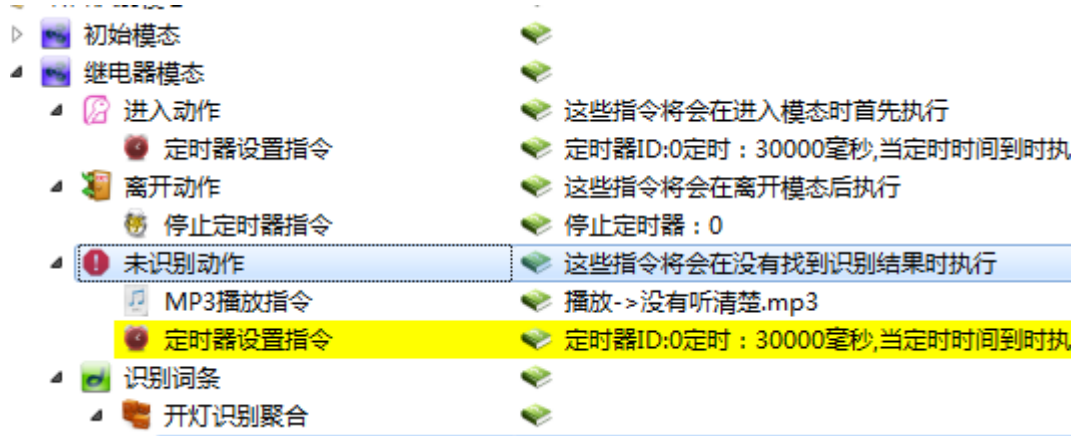 初始模态
继电器模态
进入动作 这些指令将会在进入模态时首先执行
定时器设置指令 定时器ID:0定时：30000毫秒,当定时时间到时执
离开动作 这些指令将会在离开模态后执行
停止定时器指令 停止定时器：0
未识别动作 这些指令将会在没有找到识别结果时执行
MP3播放指令 播放->没有听清楚.mp3
定时器设置指令 定时器ID:0定时：30000毫秒,当定时时间到时执
识别词条
开灯识别聚合